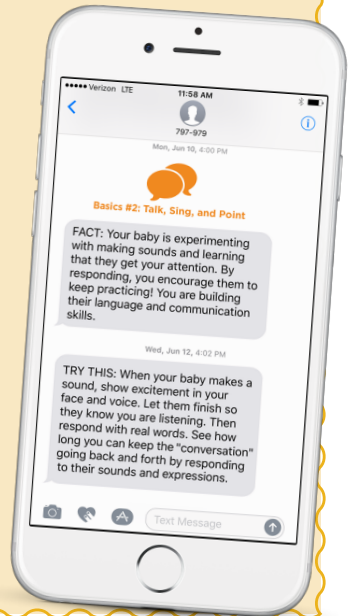 Verizon LTE
11:58 AM
797-979
Mon, Jun 10, 4:00 PM
Basics #2: Talk, Sing, and Point
FACT: Your baby is experimenting
with making sounds and learning
that they get your attention. By
responding, you encourage them to
keep practicing! You are building
their language and communication
skills.
Wed, Jun 12, 4:02 PM
TRY THIS: When your baby makes a
sound, show excitement in your
face and voice. Let them finish so
they know you are listening. Then
respond with real words. See how
long you can keep the "conversation"
going back and forth by responding
to their sounds and expressions.
Text Message